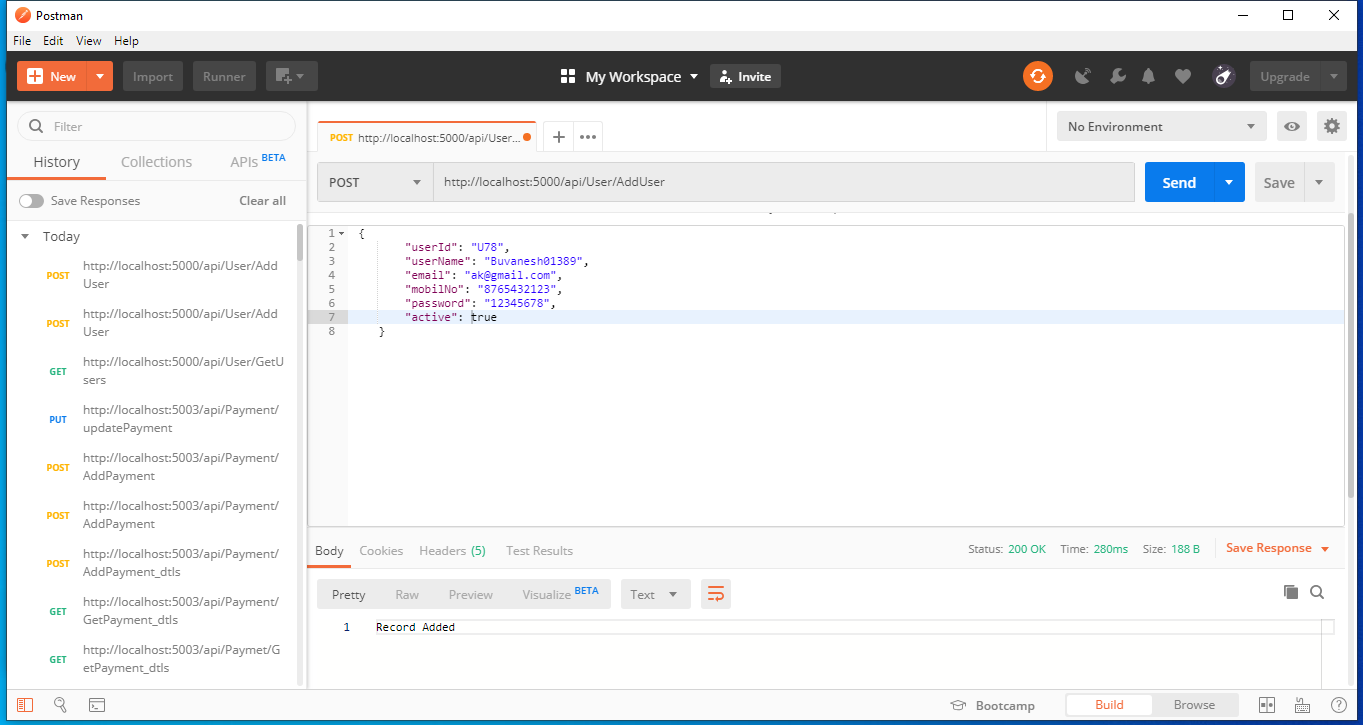 Postman
File Edit View Help
New Import Runner My Workspace Invite Upgrade
Filter
History Collections APIs BETA
Save Responses Clear all
Today
POST http://localhost:5000/api/User/Add
User
POST http://localhost:5000/api/User/Add
User
GET http://localhost:5000/api/User/GetU
sers
PUT http://localhost:5003/api/Payment/
updatePayment
POST http://localhost:5003/api/Payment/
AddPayment
POST http://localhost:5003/api/Payment/
AddPayment
POST http://localhost:5003/api/Payment/
AddPayment_dtls
GET http://localhost:5003/api/Payment/
GetPayment_dtls
GET http://localhost:5003/api/Paymet/G
etPayment_dtls
POST http://localhost:5000/api/User...
No Environment
POST http://localhost:5000/api/User/AddUser Send Save
1 {
2 "userId": "U78",
3 "userName": "Buvanesh01389",
4 "email": "ak@gmail.com",
5 "mobilNo": "8765432123",
6 "password": "12345678",
7 "active": true
8 }
Body Cookies Headers (5) Test Results Status: 200 OK Time: 280ms Size: 188 B Save Response
Pretty Raw Preview Visualize BETA Text
1 Record Added
Bootcamp Build Browse